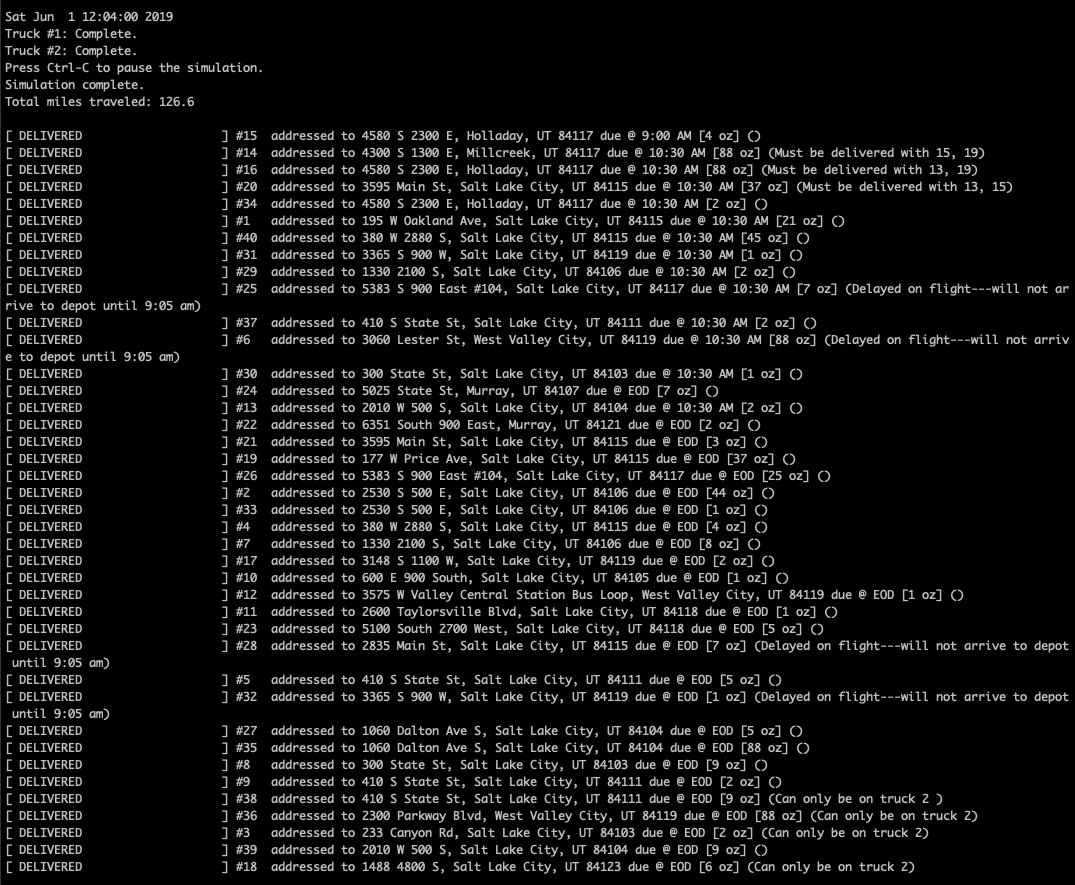 Sat Jun  1 12:04:00 2019
Truck #1: Complete.
Truck #2: Complete.
Press Ctrl-C to pause the simulation.
Simulation complete.
Total miles traveled: 126.6
[ DELIVERED                    ] #15  addressed to 4580 S 2300 E, Holladay, UT 84117 due @ 9:00 AM [4 oz] ()
[ DELIVERED                    ] #14  addressed to 4300 S 1300 E, Millcreek, UT 84117 due @ 10:30 AM [88 oz] (Must be delivered with 15, 19)
[ DELIVERED                    ] #16  addressed to 4580 S 2300 E, Holladay, UT 84117 due @ 10:30 AM [88 oz] (Must be delivered with 13, 19)
[ DELIVERED                    ] #20  addressed to 3595 Main St, Salt Lake City, UT 84115 due @ 10:30 AM [37 oz] (Must be delivered with 13, 15)
[ DELIVERED                    ] #34  addressed to 4580 S 2300 E, Holladay, UT 84117 due @ 10:30 AM [2 oz] ()
[ DELIVERED                    ] #1   addressed to 195 W Oakland Ave, Salt Lake City, UT 84115 due @ 10:30 AM [21 oz] ()
[ DELIVERED                    ] #40  addressed to 380 W 2880 S, Salt Lake City, UT 84115 due @ 10:30 AM [45 oz] ()
[ DELIVERED                    ] #31  addressed to 3365 S 900 W, Salt Lake City, UT 84119 due @ 10:30 AM [1 oz] ()
[ DELIVERED                    ] #29  addressed to 1330 2100 S, Salt Lake City, UT 84106 due @ 10:30 AM [2 oz] ()
[ DELIVERED                    ] #25  addressed to 5383 S 900 East #104, Salt Lake City, UT 84117 due @ 10:30 AM [7 oz] (Delayed on flight---will not ar
rive to depot until 9:05 am)
[ DELIVERED                    ] #37  addressed to 410 S State St, Salt Lake City, UT 84111 due @ 10:30 AM [2 oz] ()
[ DELIVERED                    ] #6   addressed to 3060 Lester St, West Valley City, UT 84119 due @ 10:30 AM [88 oz] (Delayed on flight---will not arriv
e to depot until 9:05 am)
[ DELIVERED                    ] #30  addressed to 300 State St, Salt Lake City, UT 84103 due @ 10:30 AM [1 oz] ()
[ DELIVERED                    ] #24  addressed to 5025 State St, Murray, UT 84107 due @ EOD [7 oz] ()
[ DELIVERED                    ] #13  addressed to 2010 W 500 S, Salt Lake City, UT 84104 due @ 10:30 AM [2 oz] ()
[ DELIVERED                    ] #22  addressed to 6351 South 900 East, Murray, UT 84121 due @ EOD [2 oz] ()
[ DELIVERED                    ] #21  addressed to 3595 Main St, Salt Lake City, UT 84115 due @ EOD [3 oz] ()
[ DELIVERED                    ] #19  addressed to 177 W Price Ave, Salt Lake City, UT 84115 due @ EOD [37 oz] ()
[ DELIVERED                    ] #26  addressed to 5383 S 900 East #104, Salt Lake City, UT 84117 due @ EOD [25 oz] ()
[ DELIVERED                    ] #2   addressed to 2530 S 500 E, Salt Lake City, UT 84106 due @ EOD [44 oz] ()
[ DELIVERED                    ] #33  addressed to 2530 S 500 E, Salt Lake City, UT 84106 due @ EOD [1 oz] ()
[ DELIVERED                    ] #4   addressed to 380 W 2880 S, Salt Lake City, UT 84115 due @ EOD [4 oz] ()
[ DELIVERED                    ] #7   addressed to 1330 2100 S, Salt Lake City, UT 84106 due @ EOD [8 oz] ()
[ DELIVERED                    ] #17  addressed to 3148 S 1100 W, Salt Lake City, UT 84119 due @ EOD [2 oz] ()
[ DELIVERED                    ] #10  addressed to 600 E 900 South, Salt Lake City, UT 84105 due @ EOD [1 oz] ()
[ DELIVERED                    ] #12  addressed to 3575 W Valley Central Station Bus Loop, West Valley City, UT 84119 due @ EOD [1 oz] ()
[ DELIVERED                    ] #11  addressed to 2600 Taylorsville Blvd, Salt Lake City, UT 84118 due @ EOD [1 oz] ()
[ DELIVERED                    ] #23  addressed to 5100 South 2700 West, Salt Lake City, UT 84118 due @ EOD [5 oz] ()
[ DELIVERED                    ] #28  addressed to 2835 Main St, Salt Lake City, UT 84115 due @ EOD [7 oz] (Delayed on flight---will not arrive to depot
 until 9:05 am)
[ DELIVERED                    ] #5   addressed to 410 S State St, Salt Lake City, UT 84111 due @ EOD [5 oz] ()
[ DELIVERED                    ] #32  addressed to 3365 S 900 W, Salt Lake City, UT 84119 due @ EOD [1 oz] (Delayed on flight---will not arrive to depot
 until 9:05 am)
[ DELIVERED                    ] #27  addressed to 1060 Dalton Ave S, Salt Lake City, UT 84104 due @ EOD [5 oz] ()
[ DELIVERED                    ] #35  addressed to 1060 Dalton Ave S, Salt Lake City, UT 84104 due @ EOD [88 oz] ()
[ DELIVERED                    ] #8   addressed to 300 State St, Salt Lake City, UT 84103 due @ EOD [9 oz] ()
[ DELIVERED                    ] #9   addressed to 410 S State St, Salt Lake City, UT 84111 due @ EOD [2 oz] ()
[ DELIVERED                    ] #38  addressed to 410 S State St, Salt Lake City, UT 84111 due @ EOD [9 oz] (Can only be on truck 2 )
[ DELIVERED                    ] #36  addressed to 2300 Parkway Blvd, West Valley City, UT 84119 due @ EOD [88 oz] (Can only be on truck 2)
[ DELIVERED                    ] #3   addressed to 233 Canyon Rd, Salt Lake City, UT 84103 due @ EOD [2 oz] (Can only be on truck 2)
[ DELIVERED                    ] #39  addressed to 2010 W 500 S, Salt Lake City, UT 84104 due @ EOD [9 oz] ()
[ DELIVERED                    ] #18  addressed to 1488 4800 S, Salt Lake City, UT 84123 due @ EOD [6 oz] (Can only be on truck 2)